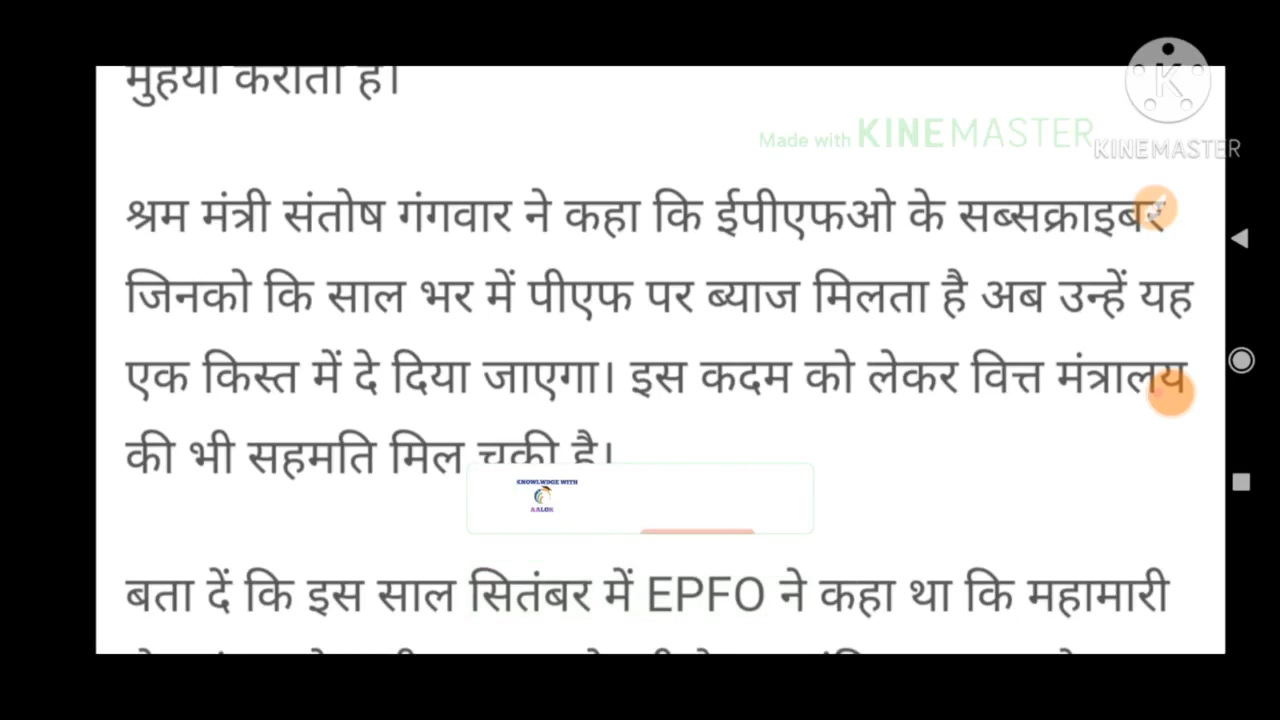 मुहैया कराता है।
Made with KINEMASTER
KINEMASTER
श्रम मंत्री संतोष गंगवार ने कहा कि ईपीएफओ के सब्सक्राइबर
जिनको कि साल भर में पीएफ पर ब्याज मिलता है अब उन्हें यह
एक किस्त में दे दिया जाएगा। इस कदम को लेकर वित्त मंत्रालय
की भी सहमति मिल चुकी है।
KNOWLWDGE WITH
AALOK
बता दें कि इस साल सितंबर में EPFO ने कहा था कि महामारी